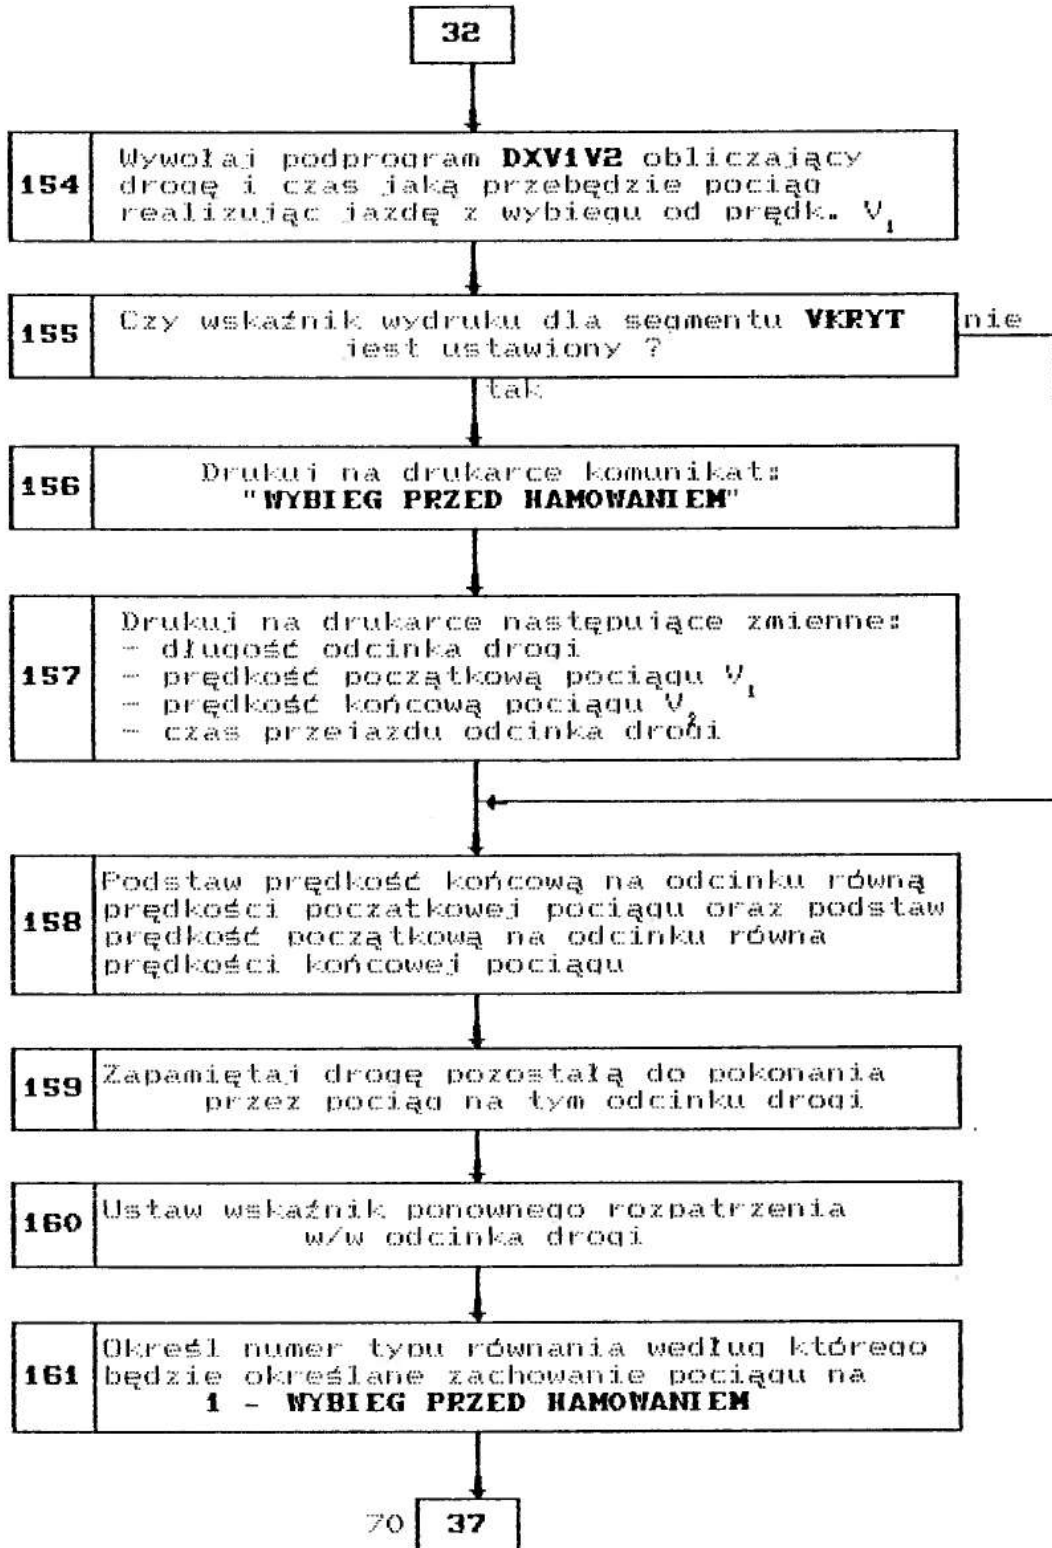 32
154
Wywołaj podprogram DXV1V2 obliczający
drogę i czas jaką przebędzie pociąg
realizując jazdę z wybiegu od prędk. V₁
155
Czy wskaźnik wydruku dla segmentu VKRYT
jest ustawiony ?
nie
tak
156
Drukuj na drukarce komunikat:
"WYBIEG PRZED HAMOWANIEM"
157
Drukuj na drukarce następujące zmienne:
- długość odcinka drogi
- prędkość początkową pociągu V₁
- prędkość końcową pociągu V₂
- czas przejazdu odcinka drogi
158
Podstaw prędkość końcową na odcinku równą
prędkości poczatkowej pociągu oraz podstaw
prędkość początkową na odcinku równa
prędkości końcowej pociągu
159
Zapamiętaj drogę pozostałą do pokonania
przez pociąg na tym odcinku drogi
160
Ustaw wskaźnik ponownego rozpatrzenia
w/w odcinka drogi
161
Określ numer typu równania według którego
będzie określane zachowanie pociągu na
1 - WYBIEG PRZED HAMOWANIEM
70
37